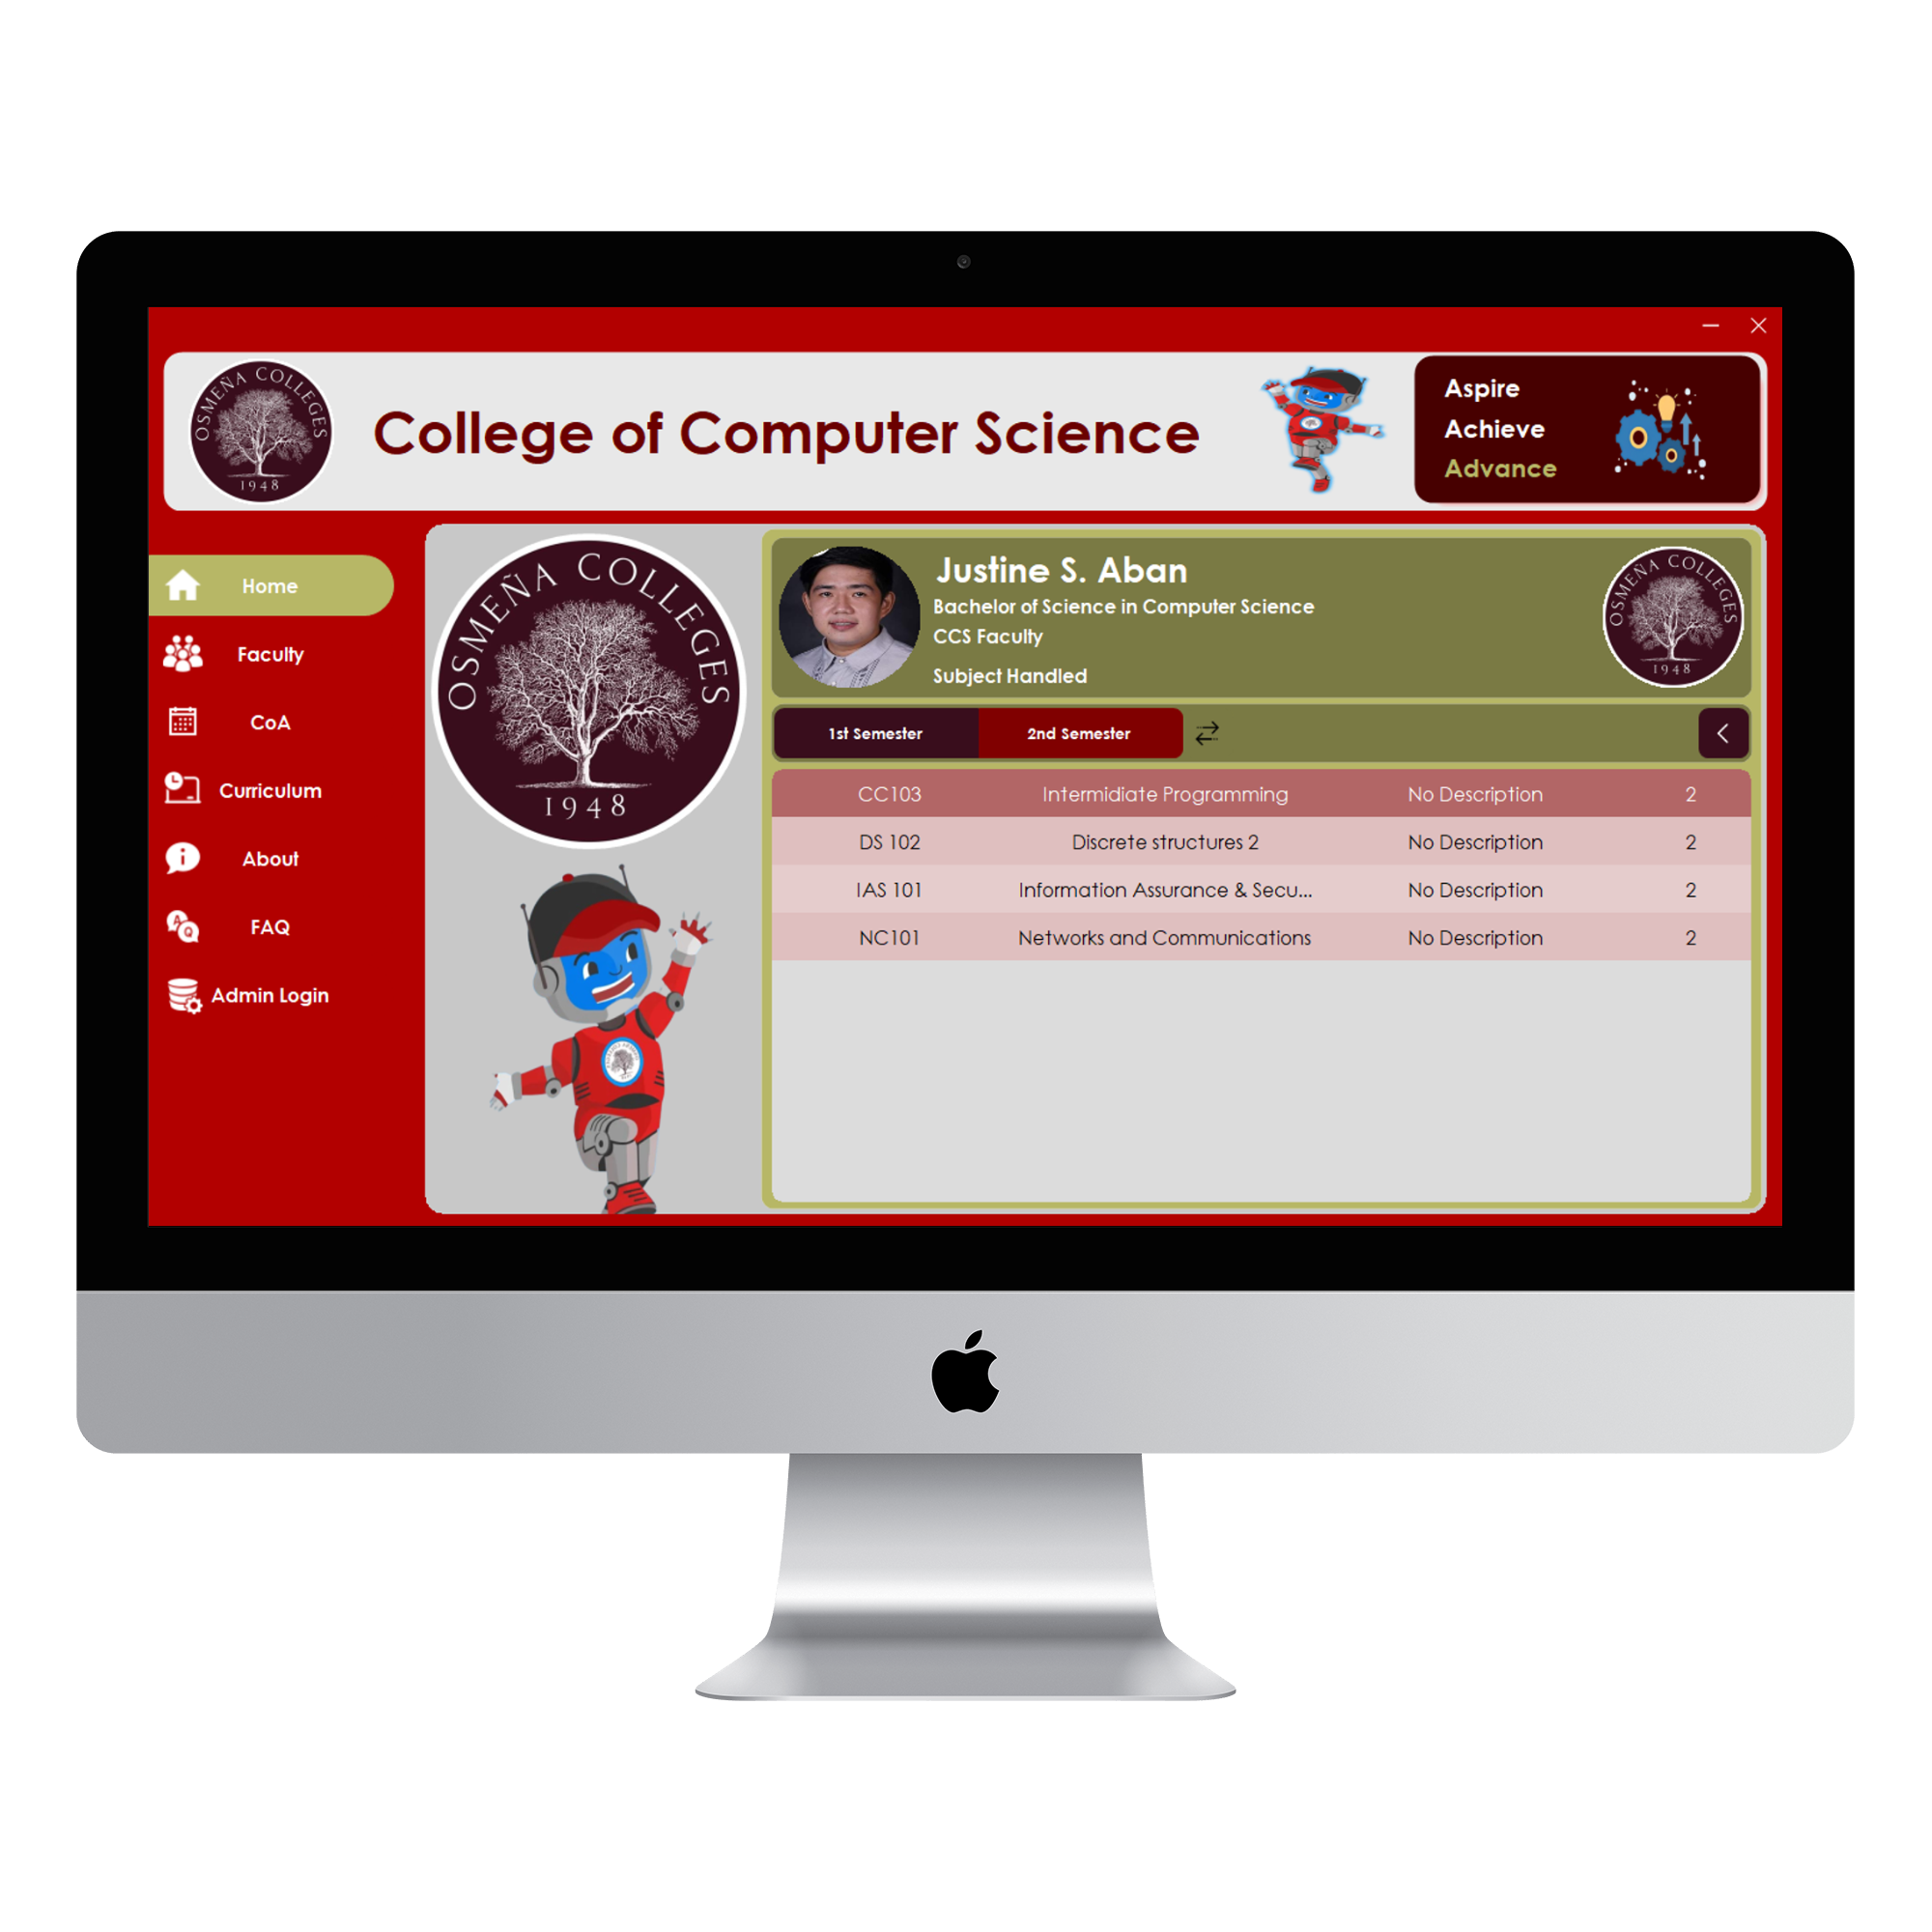 OSMEÑA COLLEGES
1948
College of Computer Science
Aspire
Achieve
Advance
Home
Faculty
CoA
Curriculum
About
FAQ
Admin Login
OSMEÑA COLLEGES
1948
Justine S. Aban
Bachelor of Science in Computer Science
CCS Faculty
Subject Handled
OSMEÑA COLLEGES
1948
1st Semester 2nd Semester
CC103 Intermidiate Programming No Description 2
DS 102 Discrete structures 2 No Description 2
IAS 101 Information Assurance & Secu... No Description 2
NC101 Networks and Communications No Description 2